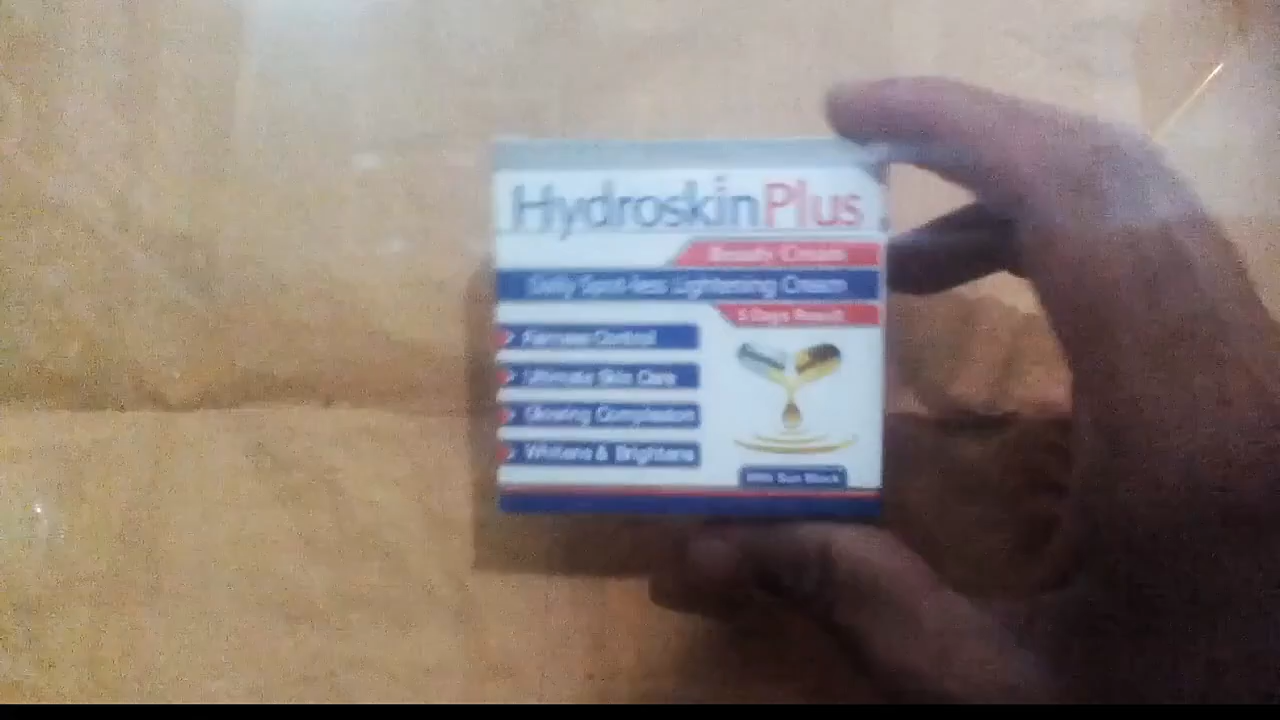 HydroskinPlus
Beauty Cream
Daily Spot-less Lightening Cream
5 Days Result
Fairness Control
Ultimate Skin Care
Glowing Complexion
Whitens & Brightens
With Sun Block